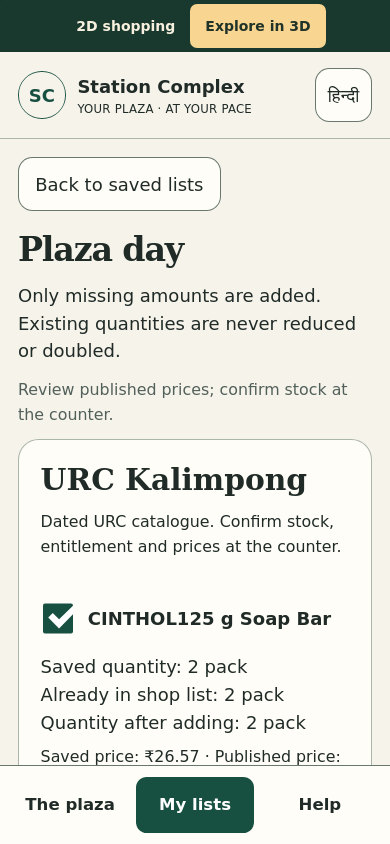 2D shopping
Explore in 3D
SC
Station Complex
YOUR PLAZA · AT YOUR PACE
हिन्दी
Back to saved lists
Plaza day
Only missing amounts are added.
Existing quantities are never reduced
or doubled.
Review published prices; confirm stock at
the counter.
URC Kalimpong
Dated URC catalogue. Confirm stock,
entitlement and prices at the counter.
CINTHOL125 g Soap Bar
Saved quantity: 2 pack
Already in shop list: 2 pack
Quantity after adding: 2 pack
Saved price: ₹26.57 · Published price:
The plaza
My lists
Help